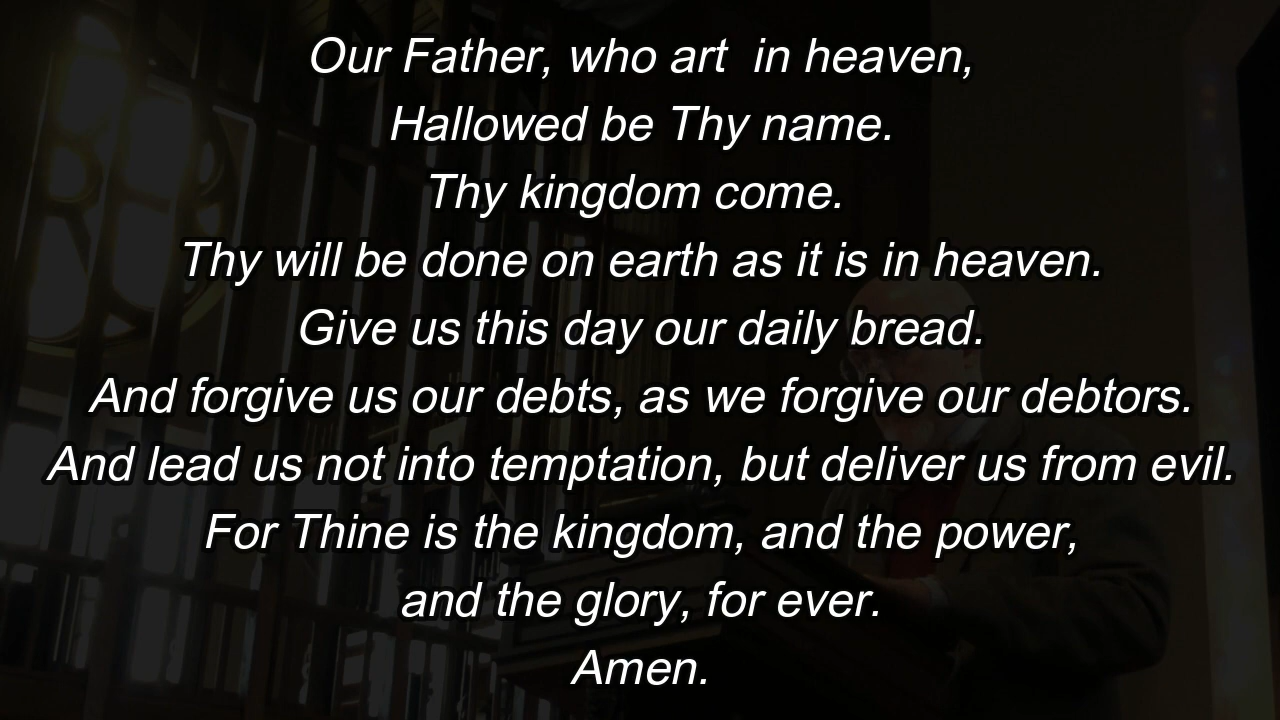 Our Father, who art  in heaven,
Hallowed be Thy name.
Thy kingdom come.
Thy will be done on earth as it is in heaven.
Give us this day our daily bread.
And forgive us our debts, as we forgive our debtors.
And lead us not into temptation, but deliver us from evil.
For Thine is the kingdom, and the power,
and the glory, for ever.
Amen.